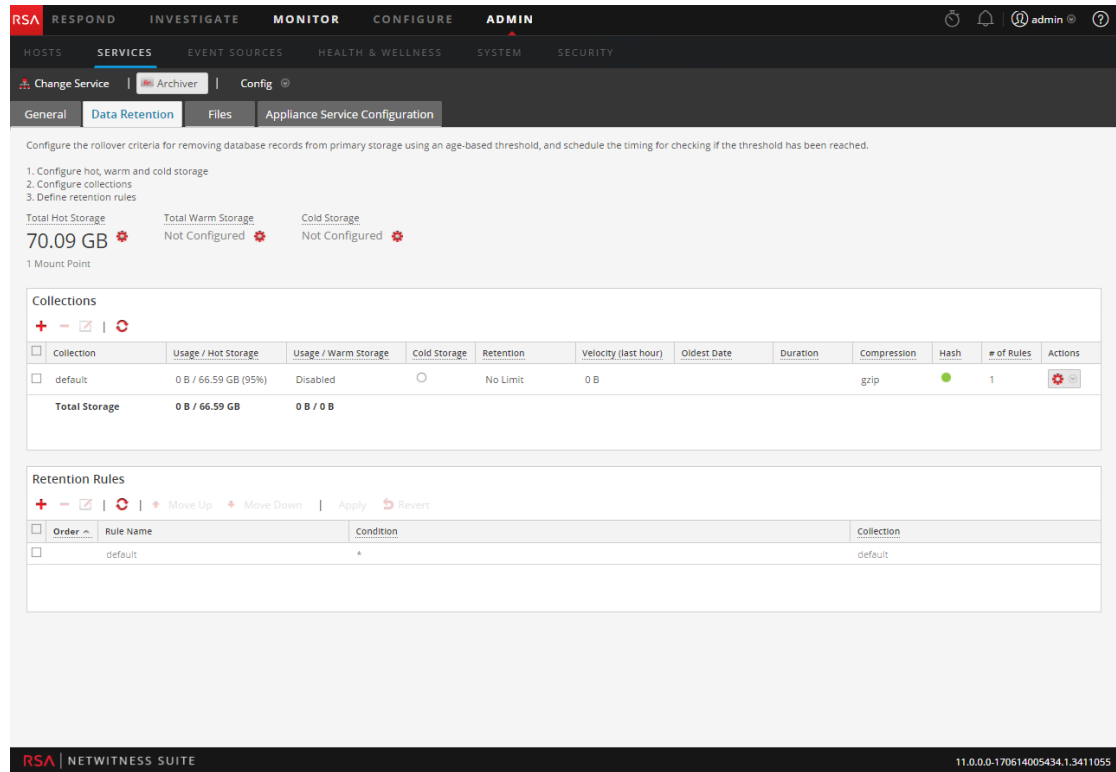 RSA RESPOND INVESTIGATE MONITOR CONFIGURE ADMIN admin
HOSTS SERVICES EVENT SOURCES HEALTH & WELLNESS SYSTEM SECURITY
Change Service | Archiver | Config
General Data Retention Files Appliance Service Configuration
Configure the rollover criteria for removing database records from primary storage using an age-based threshold, and schedule the timing for checking if the threshold has been reached.
1. Configure hot, warm and cold storage
2. Configure collections
3. Define retention rules
Total Hot Storage Total Warm Storage Cold Storage
70.09 GB Not Configured Not Configured
1 Mount Point
Collections
Collection Usage / Hot Storage Usage / Warm Storage Cold Storage Retention Velocity (last hour) Oldest Date Duration Compression Hash # of Rules Actions
default 0 B / 66.59 GB (95%) Disabled No Limit 0 B gzip 1
Total Storage 0 B / 66.59 GB 0 B / 0 B
Retention Rules
Move Up Move Down | Apply Revert
Order Rule Name Condition Collection
default * default
RSA NETWITNESS SUITE 11.0.0.0-170614005434.1.3411055